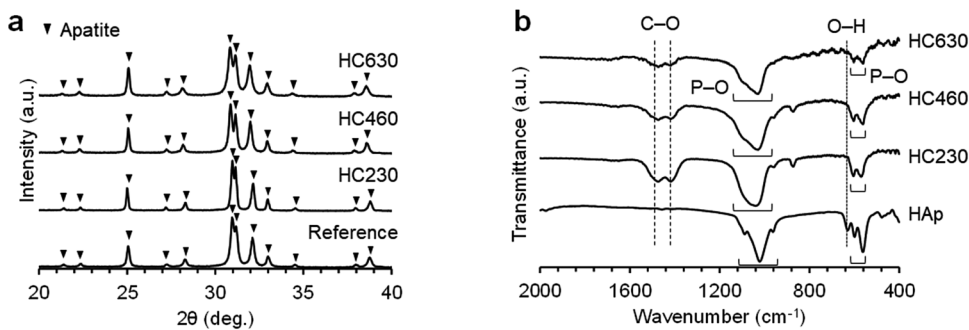 a
▼ Apatite
HC630
HC460
HC230
Reference
Intensity (a.u.)
20 25 30 35 40
2θ (deg.)
b
C–O
O–H
HC630
P–O
P–O
HC460
HC230
HAp
Transmittance (a.u.)
2000 1600 1200 800 400
Wavenumber (cm⁻¹)